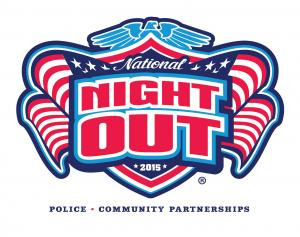 National
NIGHT
OUT
★ 2015 ★
®
POLICE • COMMUNITY PARTNERSHIPS